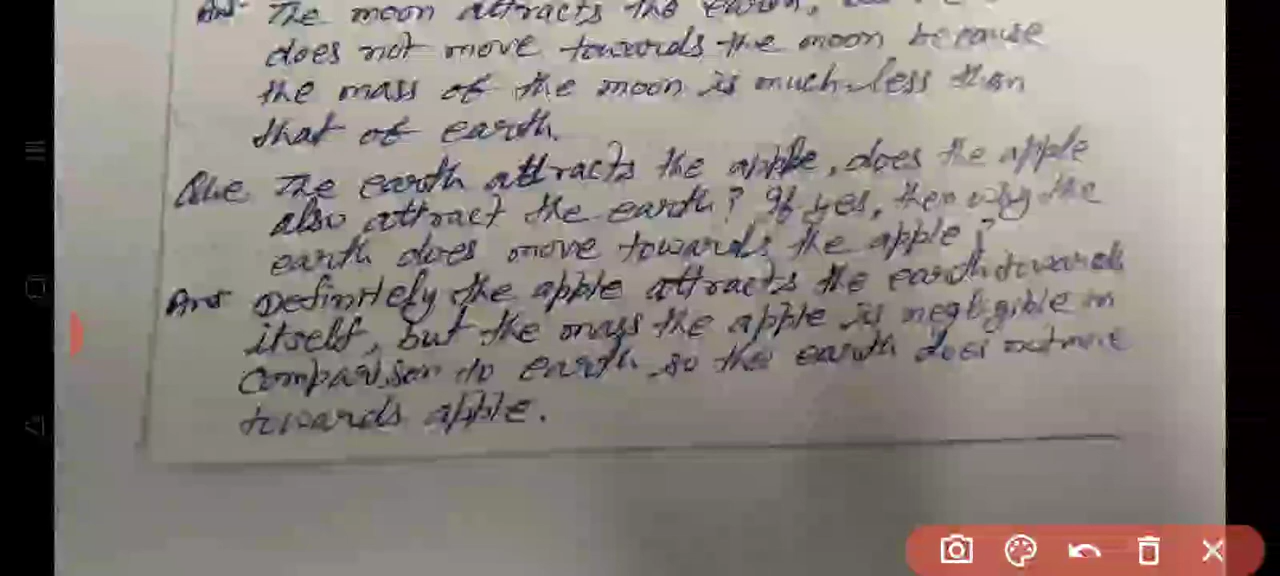 Ans The moon attracts the earth,
does not move towards the moon because
the mass of the moon is much less than
that of earth.
Que The earth attracts the apple, does the apple
also attract the earth? If yes, then why the
earth does move towards the apple?
Ans Definitely the apple attracts the earth towards
itself, but the mass the apple is negligible in
comparison to earth, so the earth does not move
towards apple.